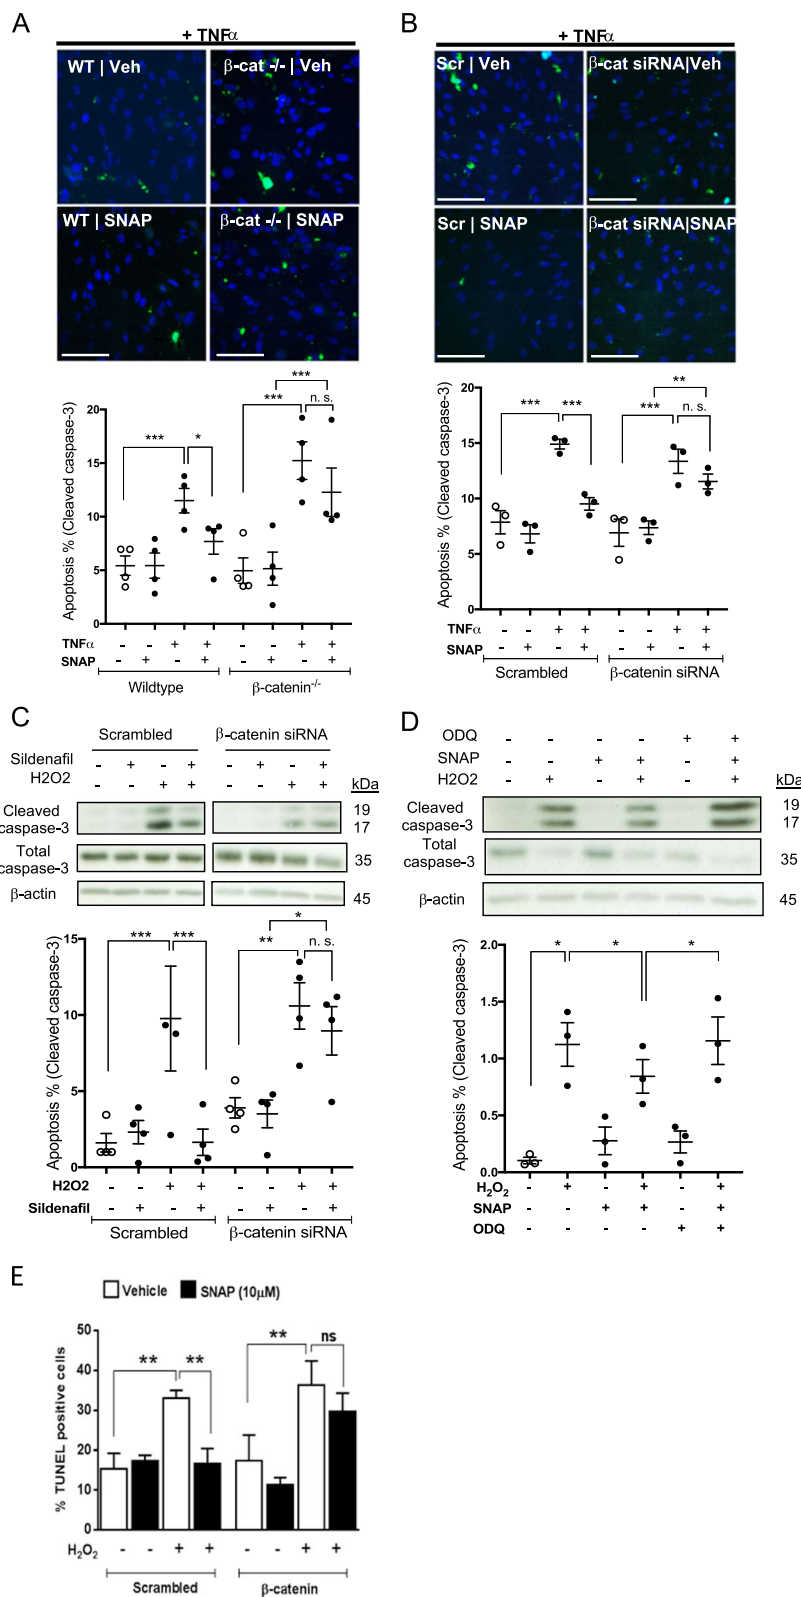 A
+ TNFα
WT | Veh
β-cat -/- | Veh
WT | SNAP
β-cat -/- | SNAP
Apoptosis % (Cleaved caspase-3)
20
15
10
5
0
*** * *** *** n. s.
TNFα - - + + - - + +
SNAP - + - + - + - +
Wildtype β-catenin-/-
B
+ TNFα
Scr | Veh
β-cat siRNA|Veh
Scr | SNAP
β-cat siRNA|SNAP
Apoptosis % (Cleaved caspase-3)
20
15
10
5
0
*** *** *** ** n. s.
TNFα - - + + - - + +
SNAP - + - + - + - +
Scrambled β-catenin siRNA
C
Scrambled β-catenin siRNA
Sildenafil - + - + - + - +
H2O2 - - + + - - + +
kDa
Cleaved caspase-3 19 17
Total caspase-3 35
β-actin 45
Apoptosis % (Cleaved caspase-3)
15
10
5
0
*** *** ** * n. s.
H2O2 - - + + - - + +
Sildenafil - + - + - + - +
Scrambled β-catenin siRNA
D
ODQ - - - - + +
SNAP - - + + - +
H2O2 - + - + - +
kDa
Cleaved caspase-3 19 17
Total caspase-3 35
β-actin 45
Apoptosis % (Cleaved caspase-3)
2.0
1.5
1.0
0.5
0.0
* * *
H₂O₂ - + - + - +
SNAP - - + + - +
ODQ - - - - + +
E
Vehicle SNAP (10μM)
% TUNEL positive cells
50
40
30
20
10
0
** ** ** ns
H₂O₂ - - + + - - + +
Scrambled β-catenin